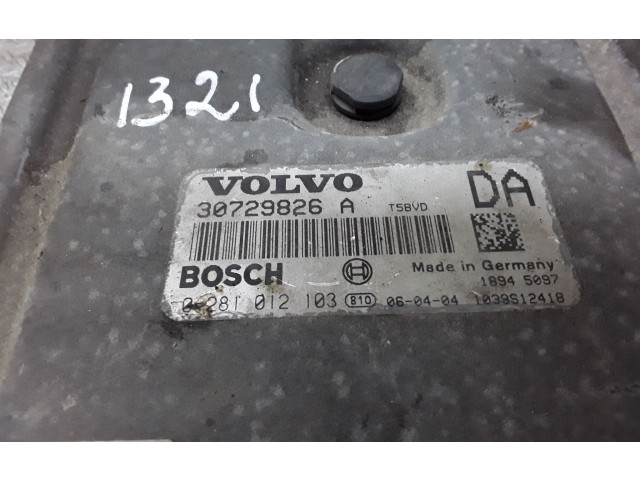 1321
VOLVO
30729826 A T5BVD DA
BOSCH Made in Germany
1894 5097
0 281 012 103 810 06-04-04 1039S12418